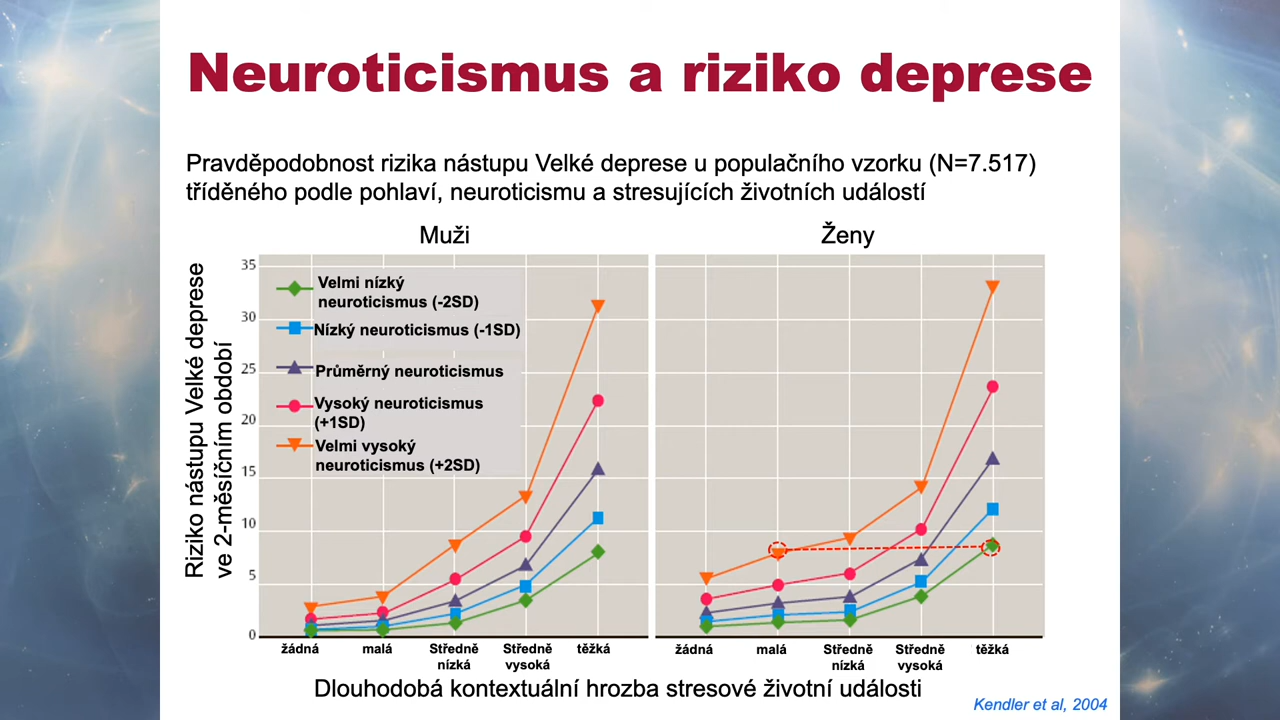 Neuroticismus a riziko deprese
Pravděpodobnost rizika nástupu Velké deprese u populačního vzorku (N=7.517)
tříděného podle pohlaví, neuroticismu a stresujících životních událostí
Muži
Ženy
Riziko nástupu Velké deprese
ve 2-měsíčním období
35
30
25
20
15
10
5
0
Velmi nízký
neuroticismus (-2SD)
Nízký neuroticismus (-1SD)
Průměrný neuroticismus
Vysoký neuroticismus
(+1SD)
Velmi vysoký
neuroticismus (+2SD)
žádná
malá
Středně
nízká
Středně
vysoká
těžká
žádná
malá
Středně
nízká
Středně
vysoká
těžká
Dlouhodobá kontextuální hrozba stresové životní události
Kendler et al, 2004